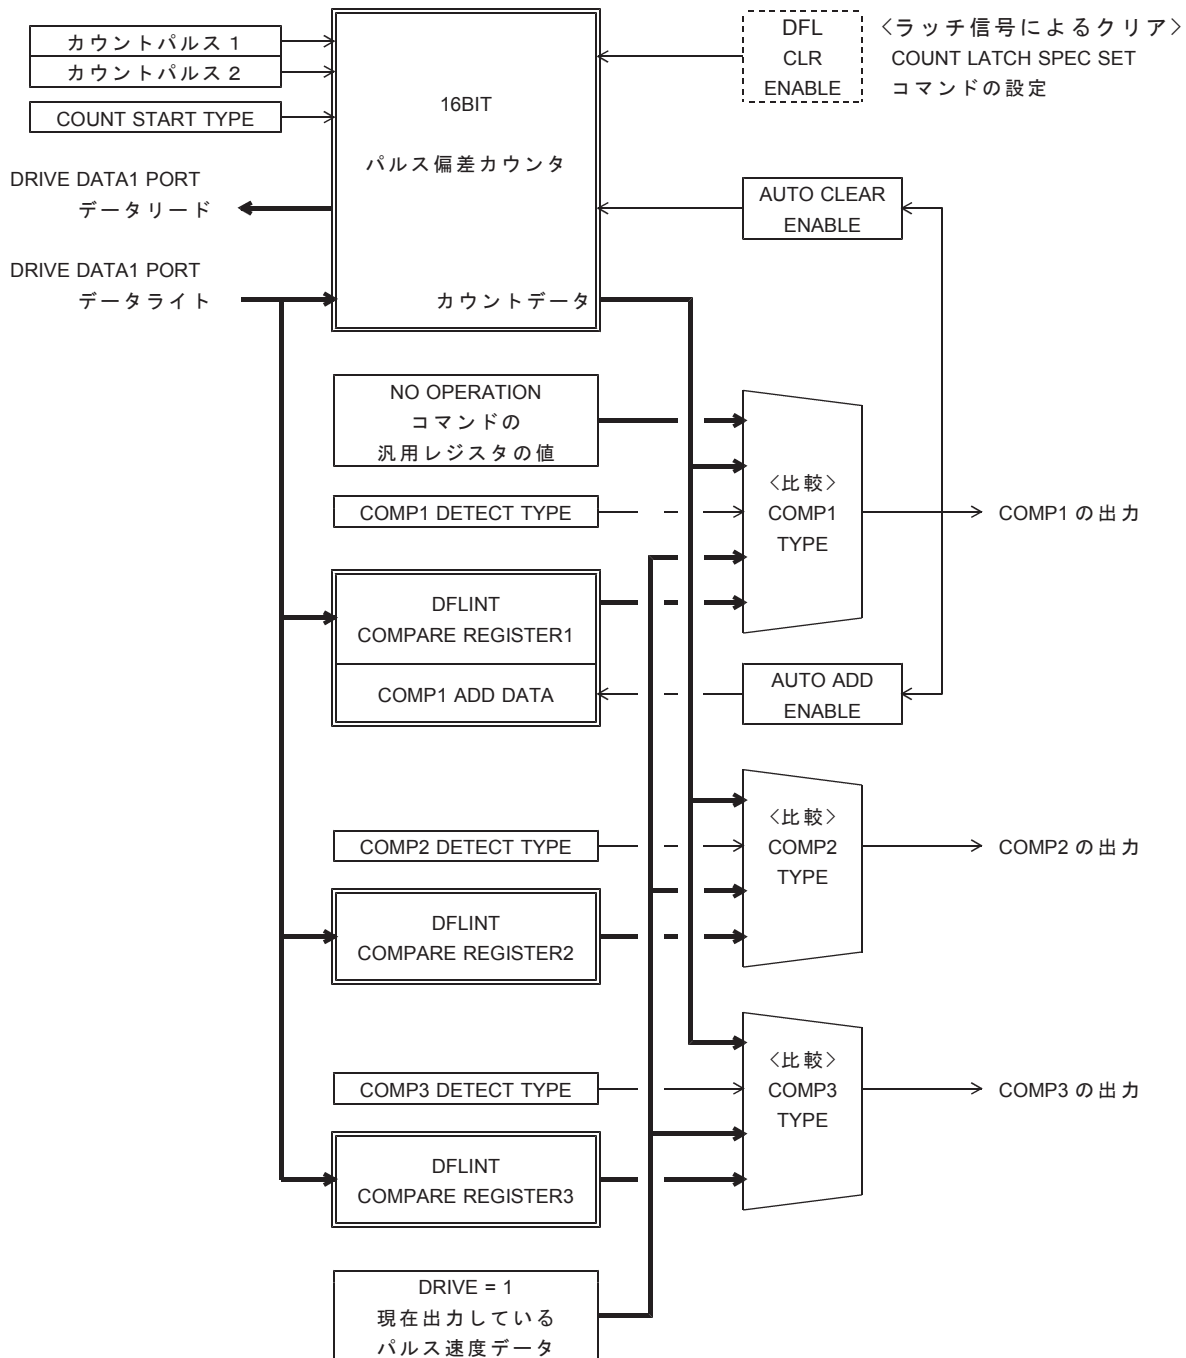 カウントパルス 1
カウントパルス 2
COUNT START TYPE
DRIVE DATA1 PORT
データリード
DRIVE DATA1 PORT
データライト
16BIT
パルス偏差カウンタ
カウントデータ
DFL
CLR
ENABLE
〈ラッチ信号によるクリア〉
COUNT LATCH SPEC SET
コマンドの設定
AUTO CLEAR
ENABLE
NO OPERATION
コマンドの
汎用レジスタの値
COMP1 DETECT TYPE
〈比較〉
COMP1
TYPE
COMP1 の出力
DFLINT
COMPARE REGISTER1
COMP1 ADD DATA
AUTO ADD
ENABLE
COMP2 DETECT TYPE
〈比較〉
COMP2
TYPE
COMP2 の出力
DFLINT
COMPARE REGISTER2
COMP3 DETECT TYPE
〈比較〉
COMP3
TYPE
COMP3 の出力
DFLINT
COMPARE REGISTER3
DRIVE = 1
現在出力している
パルス速度データ